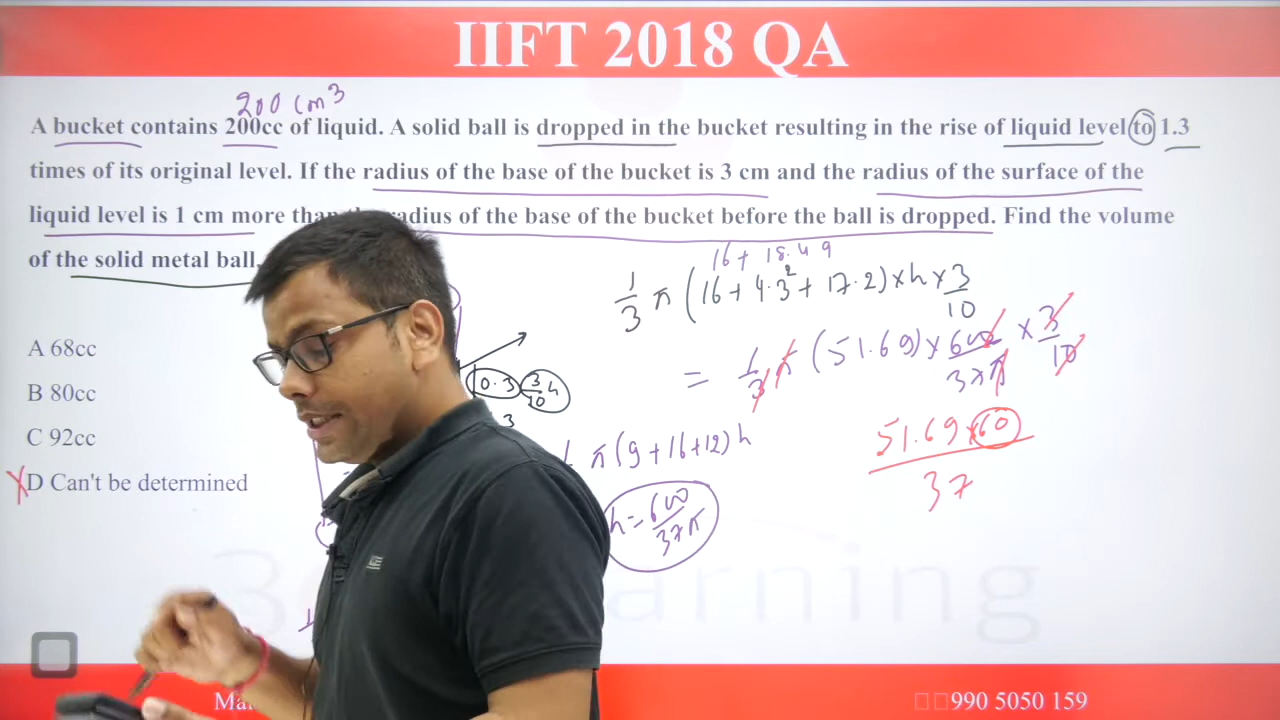 IIFT 2018 QA
200 cm³
A bucket contains 200cc of liquid. A solid ball is dropped in the bucket resulting in the rise of liquid level to 1.3
times of its original level. If the radius of the base of the bucket is 3 cm and the radius of the surface of the
liquid level is 1 cm more than the radius of the base of the bucket before the ball is dropped. Find the volume
of the solid metal ball.
16 + 18.49
1/3 π (16 + 4.3² + 17.2) × h × 3/10
= 1/3 π (51.69) × 600/37π × 3/10
A 68cc
B 80cc
C 92cc
X D Can't be determined
0.3 3/10 h
3
π (9 + 16 + 12) h
h = 600/37π
51.69 × 60
37
990 5050 159